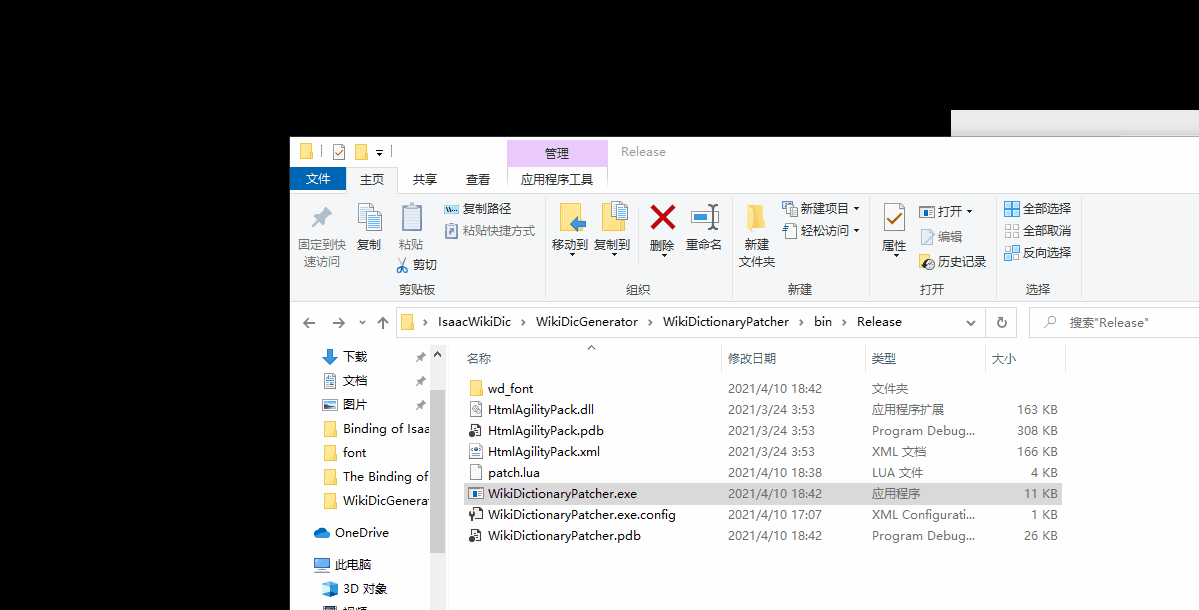 管理
Release
文件
主页
共享
查看
应用程序工具
固定到快速访问
复制
粘贴
复制路径
粘贴快捷方式
剪切
剪贴板
移动到
复制到
删除
重命名
组织
新建文件夹
新建项目
轻松访问
新建
属性
打开
编辑
历史记录
打开
全部选择
全部取消
反向选择
选择
IsaacWikiDic > WikiDicGenerator > WikiDictionaryPatcher > bin > Release
搜索"Release"
下载
文档
图片
Binding of Isaa
font
The Binding of
WikiDicGenera
OneDrive
此电脑
3D 对象
名称 修改日期 类型 大小
wd_font 2021/4/10 18:42 文件夹
HtmlAgilityPack.dll 2021/3/24 3:53 应用程序扩展 163 KB
HtmlAgilityPack.pdb 2021/3/24 3:53 Program Debug... 308 KB
HtmlAgilityPack.xml 2021/3/24 3:53 XML 文档 166 KB
patch.lua 2021/4/10 18:38 LUA 文件 4 KB
WikiDictionaryPatcher.exe 2021/4/10 18:42 应用程序 11 KB
WikiDictionaryPatcher.exe.config 2021/4/10 17:07 XML Configurati... 1 KB
WikiDictionaryPatcher.pdb 2021/4/10 18:42 Program Debug... 26 KB